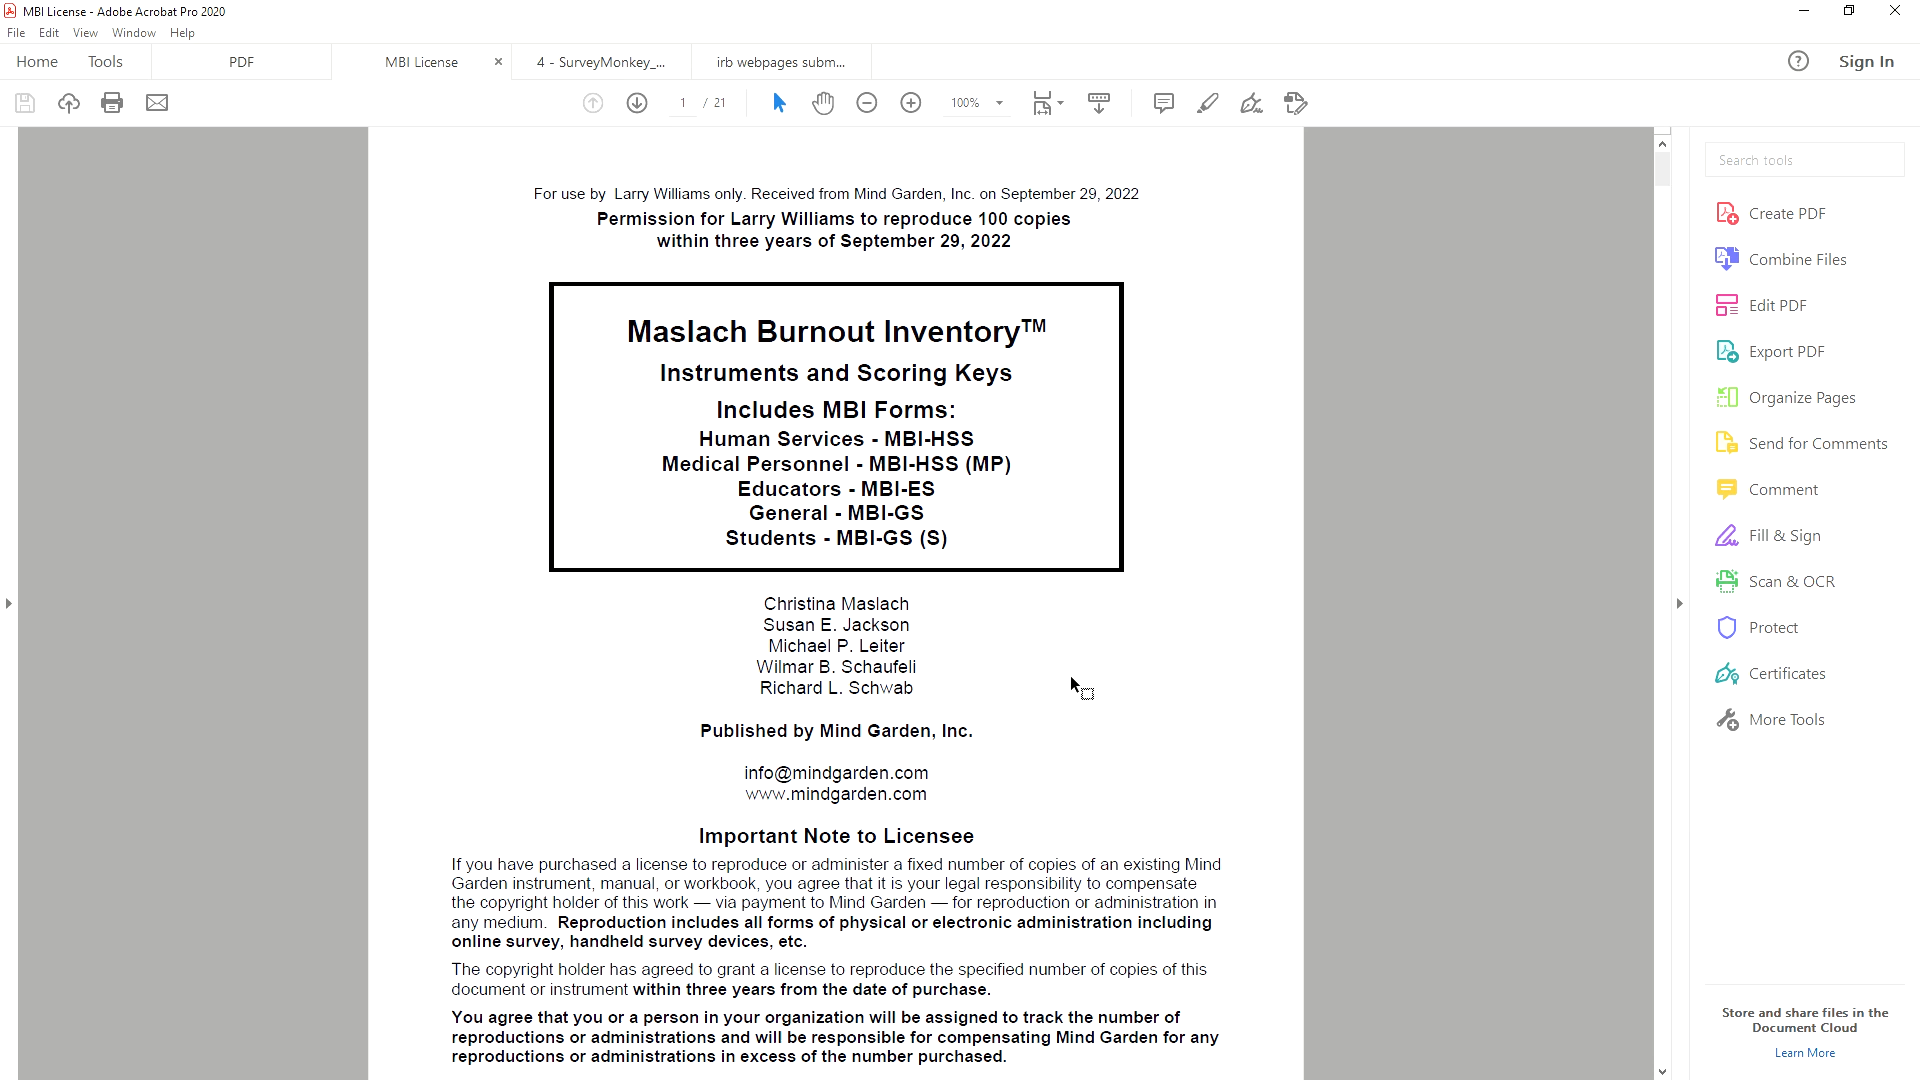 MBI License - Adobe Acrobat Pro 2020
File Edit View Window Help
Home Tools PDF MBI License 4 - SurveyMonkey_... irb webpages subm... Sign In
1 / 21 100%
For use by Larry Williams only. Received from Mind Garden, Inc. on September 29, 2022
Permission for Larry Williams to reproduce 100 copies
within three years of September 29, 2022
Maslach Burnout Inventory™
Instruments and Scoring Keys
Includes MBI Forms:
Human Services - MBI-HSS
Medical Personnel - MBI-HSS (MP)
Educators - MBI-ES
General - MBI-GS
Students - MBI-GS (S)
Christina Maslach
Susan E. Jackson
Michael P. Leiter
Wilmar B. Schaufeli
Richard L. Schwab
Published by Mind Garden, Inc.
info@mindgarden.com
www.mindgarden.com
Important Note to Licensee
If you have purchased a license to reproduce or administer a fixed number of copies of an existing Mind
Garden instrument, manual, or workbook, you agree that it is your legal responsibility to compensate
the copyright holder of this work — via payment to Mind Garden — for reproduction or administration in
any medium. Reproduction includes all forms of physical or electronic administration including
online survey, handheld survey devices, etc.
The copyright holder has agreed to grant a license to reproduce the specified number of copies of this
document or instrument within three years from the date of purchase.
You agree that you or a person in your organization will be assigned to track the number of
reproductions or administrations and will be responsible for compensating Mind Garden for any
reproductions or administrations in excess of the number purchased.
Search tools
Create PDF
Combine Files
Edit PDF
Export PDF
Organize Pages
Send for Comments
Comment
Fill & Sign
Scan & OCR
Protect
Certificates
More Tools
Store and share files in the
Document Cloud
Learn More